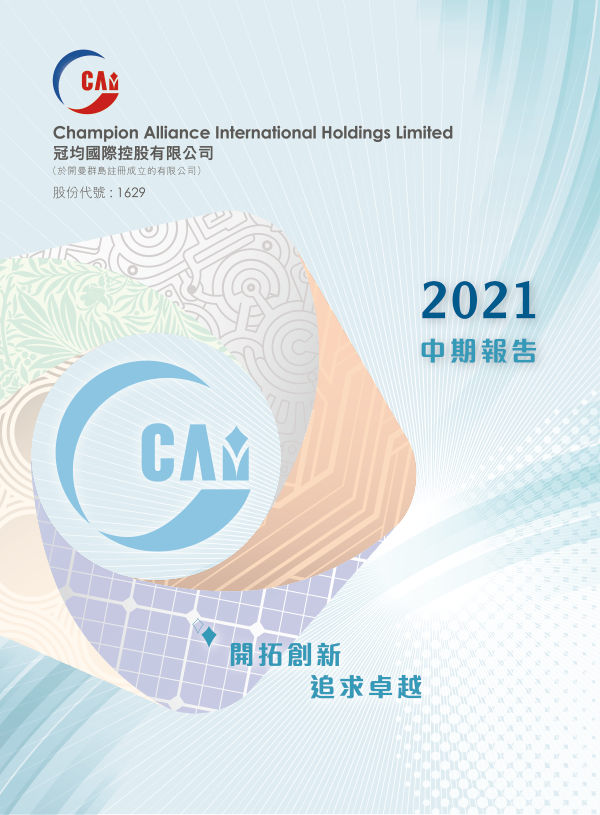 CAM
Champion Alliance International Holdings Limited
冠均國際控股有限公司
（於開曼群島註冊成立的有限公司）
股份代號：1629
2021
中期報告
CAM
開拓創新
追求卓越